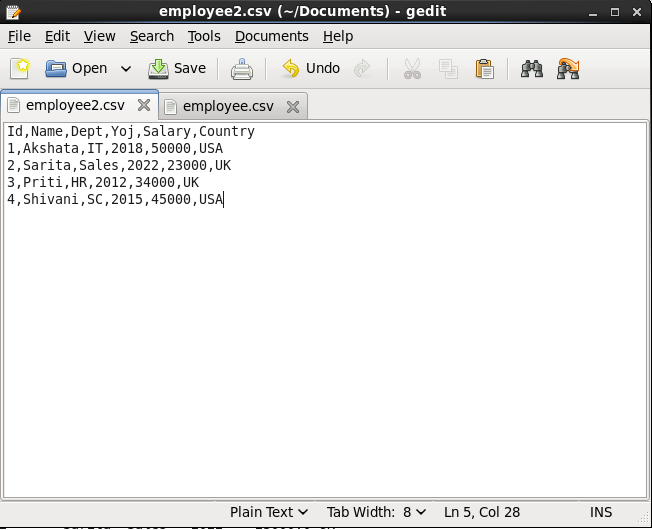 employee2.csv (~/Documents) - gedit
File Edit View Search Tools Documents Help
Open Save Undo
employee2.csv employee.csv
Id,Name,Dept,Yoj,Salary,Country
1,Akshata,IT,2018,50000,USA
2,Sarita,Sales,2022,23000,UK
3,Priti,HR,2012,34000,UK
4,Shivani,SC,2015,45000,USA
Plain Text Tab Width: 8 Ln 5, Col 28 INS